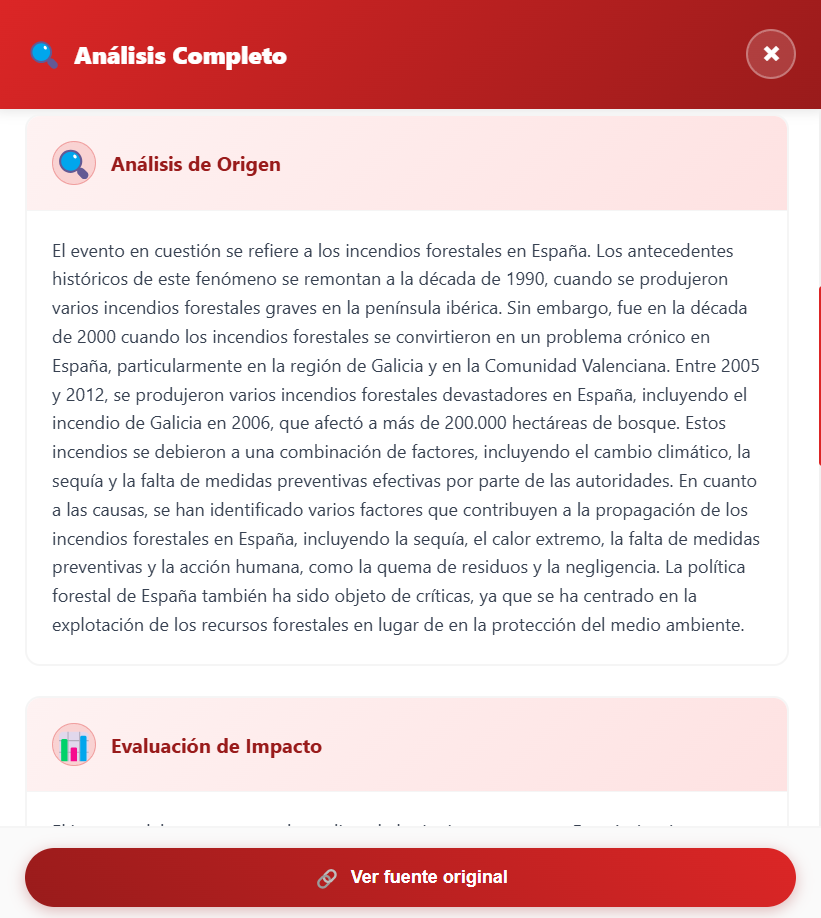 Análisis Completo
Análisis de Origen
El evento en cuestión se refiere a los incendios forestales en España. Los antecedentes
históricos de este fenómeno se remontan a la década de 1990, cuando se produjeron
varios incendios forestales graves en la península ibérica. Sin embargo, fue en la década
de 2000 cuando los incendios forestales se convirtieron en un problema crónico en
España, particularmente en la región de Galicia y en la Comunidad Valenciana. Entre 2005
y 2012, se produjeron varios incendios forestales devastadores en España, incluyendo el
incendio de Galicia en 2006, que afectó a más de 200.000 hectáreas de bosque. Estos
incendios se debieron a una combinación de factores, incluyendo el cambio climático, la
sequía y la falta de medidas preventivas efectivas por parte de las autoridades. En cuanto
a las causas, se han identificado varios factores que contribuyen a la propagación de los
incendios forestales en España, incluyendo la sequía, el calor extremo, la falta de medidas
preventivas y la acción humana, como la quema de residuos y la negligencia. La política
forestal de España también ha sido objeto de críticas, ya que se ha centrado en la
explotación de los recursos forestales en lugar de en la protección del medio ambiente.
Evaluación de Impacto
Ver fuente original